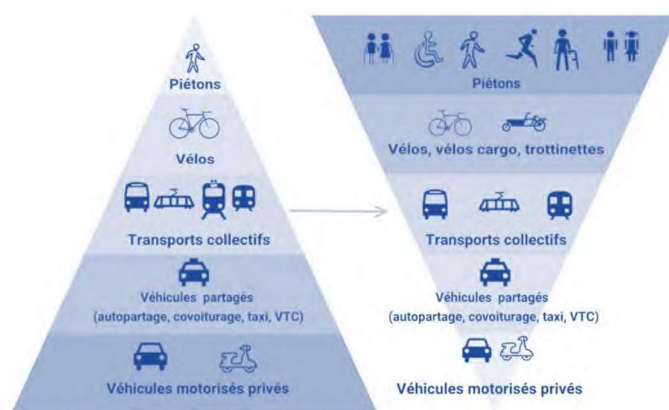 Piétons
Vélos
Transports collectifs
Véhicules partagés
(autopartage, covoiturage, taxi, VTC)
Véhicules motorisés privés
Piétons
Vélos, vélos cargo, trottinettes
Transports collectifs
Véhicules partagés
(autopartage, covoiturage, taxi, VTC)
Véhicules motorisés privés